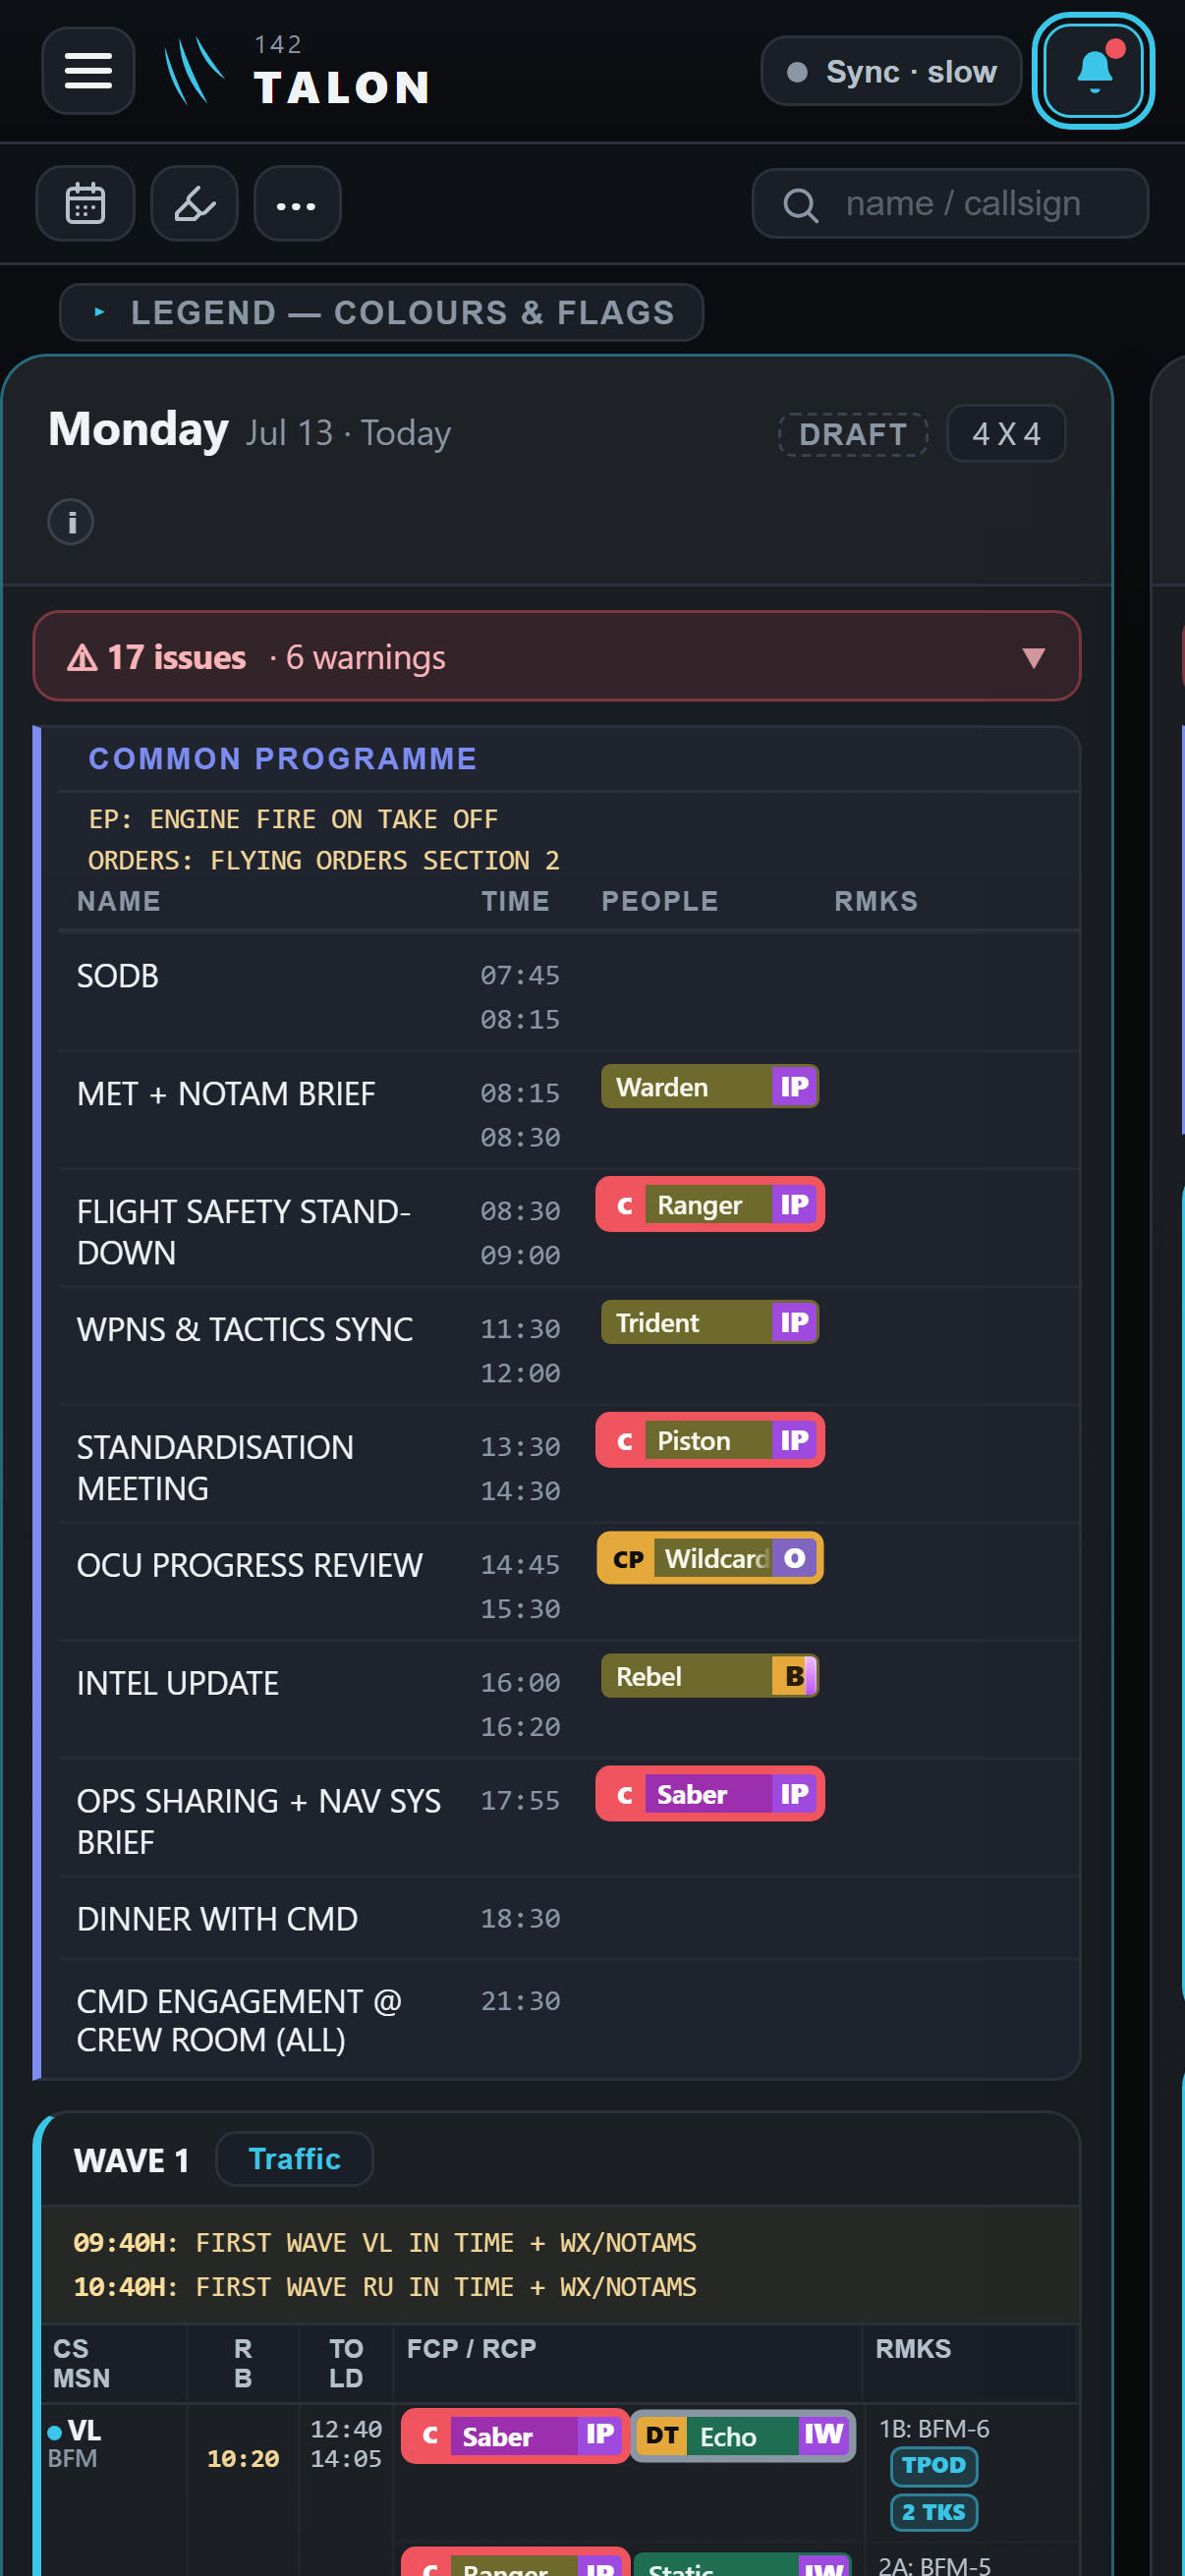 142
TALON
Sync · slow
name / callsign
LEGEND — COLOURS & FLAGS
Monday Jul 13 · Today
DRAFT
4 X 4
i
17 issues · 6 warnings
COMMON PROGRAMME
EP: ENGINE FIRE ON TAKE OFF
ORDERS: FLYING ORDERS SECTION 2
NAME TIME PEOPLE RMKS
SODB 07:45
08:15
MET + NOTAM BRIEF 08:15 Warden IP
08:30
FLIGHT SAFETY STAND- 08:30 C Ranger IP
DOWN 09:00
WPNS & TACTICS SYNC 11:30 Trident IP
12:00
STANDARDISATION 13:30 C Piston IP
MEETING 14:30
OCU PROGRESS REVIEW 14:45 CP Wildcard O
15:30
INTEL UPDATE 16:00 Rebel B
16:20
OPS SHARING + NAV SYS 17:55 C Saber IP
BRIEF
DINNER WITH CMD 18:30
CMD ENGAGEMENT @ 21:30
CREW ROOM (ALL)
WAVE 1 Traffic
09:40H: FIRST WAVE VL IN TIME + WX/NOTAMS
10:40H: FIRST WAVE RU IN TIME + WX/NOTAMS
CS R TO FCP / RCP RMKS
MSN B LD
VL 12:40 C Saber IP DT Echo IW 1B: BFM-6
BFM 10:20 14:05 TPOD
2 TKS
C Ranger IP Static IW 2A: BFM-5